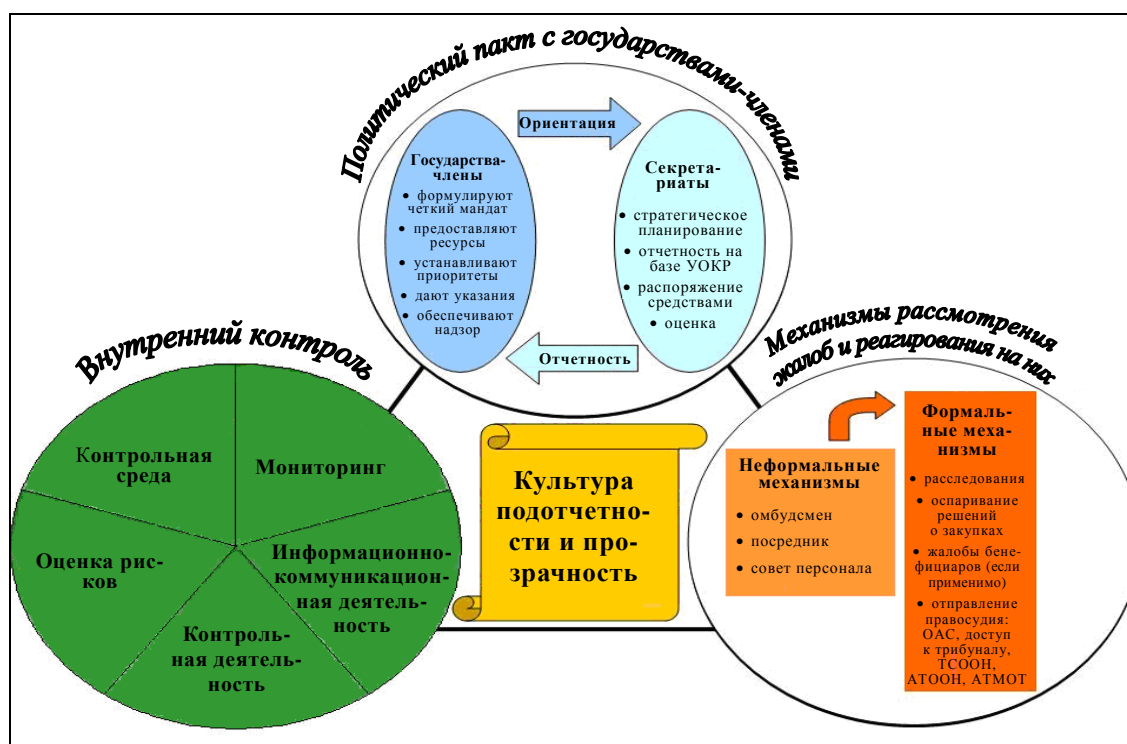 Политический пакт с государствами-членами
Ориентация
Государства-
члены
• формулируют
четкий мандат
• предоставляют
ресурсы
• устанавливают
приоритеты
• дают указания
• обеспечивают
надзор
Секрета-
риаты
• стратегическое
планирование
• отчетность на
базе УОКР
• распоряжение
средствами
• оценка
Отчетность
Внутренний контроль
Контрольная
среда
Мониторинг
Оценка рис-
ков
Информационно-
коммуникацион-
ная деятель-
ность
Контроль-
ная деятель-
ность
Культура
подотчетно-
сти и про-
зрачность
Механизмы рассмотрения
жалоб и реагирования на них
Неформальные
механизмы
• омбудсмен
• посредник
• совет персонала
Формаль-
ные меха-
низмы
• расследования
• оспаривание
решений
о закупках
• жалобы бене-
фициаров (если
применимо)
• отправление
правосудия:
ОАС, доступ
к трибуналу,
ТСООН,
АТООН, АТМОТ